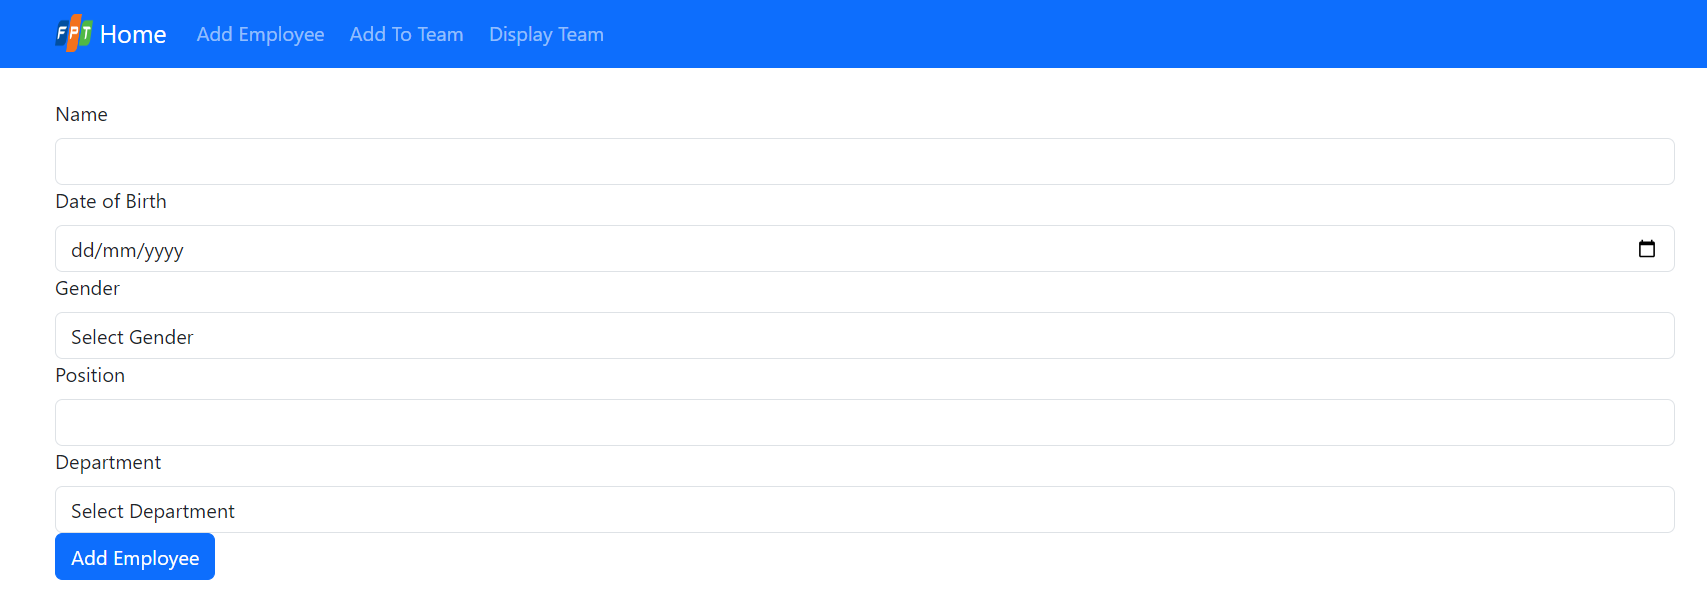 FPT Home Add Employee Add To Team Display Team
Name
Date of Birth
dd/mm/yyyy
Gender
Select Gender
Position
Department
Select Department
Add Employee